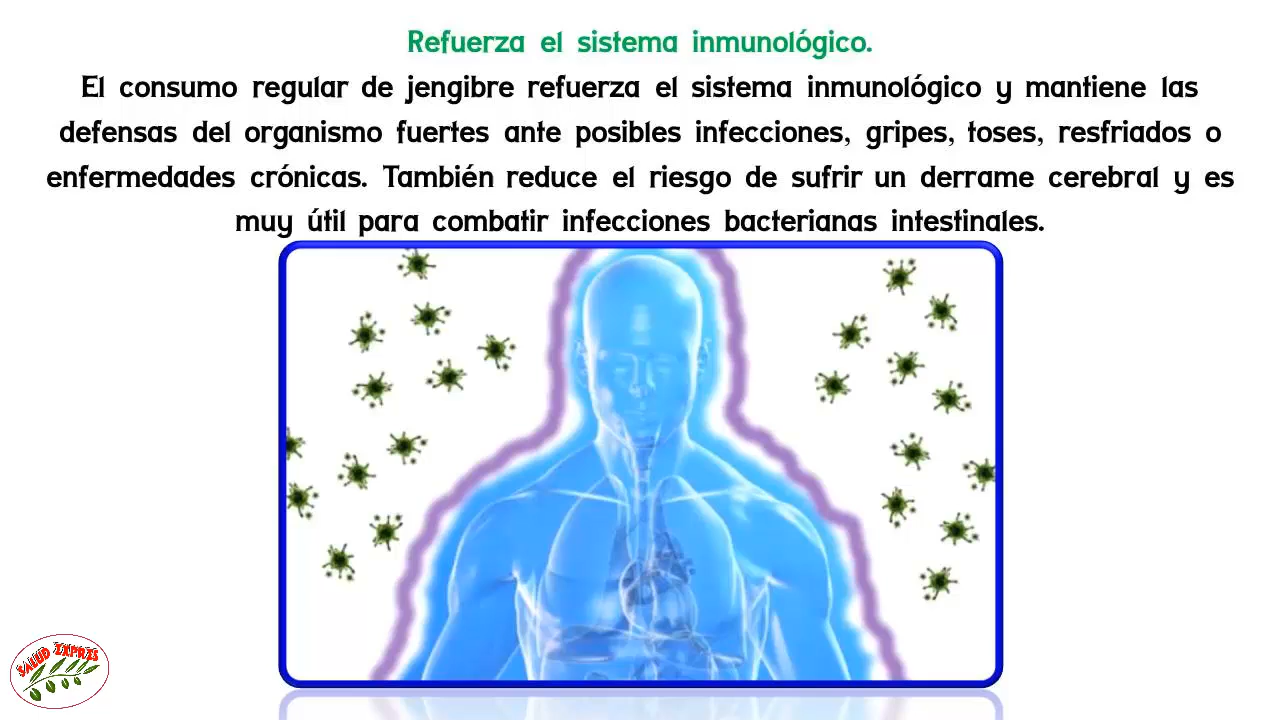 Refuerza el sistema inmunológico.
El consumo regular de jengibre refuerza el sistema inmunológico y mantiene las
defensas del organismo fuertes ante posibles infecciones, gripes, toses, resfriados o
enfermedades crónicas. También reduce el riesgo de sufrir un derrame cerebral y es
muy útil para combatir infecciones bacterianas intestinales.
SALUD EXPRES